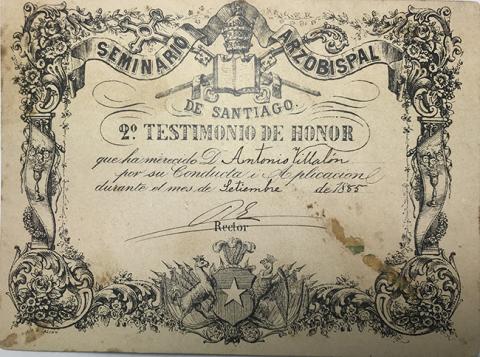 SEMINARIO ARZOBISPAL
DE SANTIAGO.
2º TESTIMONIO DE HONOR
que ha merecido D. Antonio Villalón
por su Conducta i Aplicacion
durante el mes de Setiembre de 1885
Rector